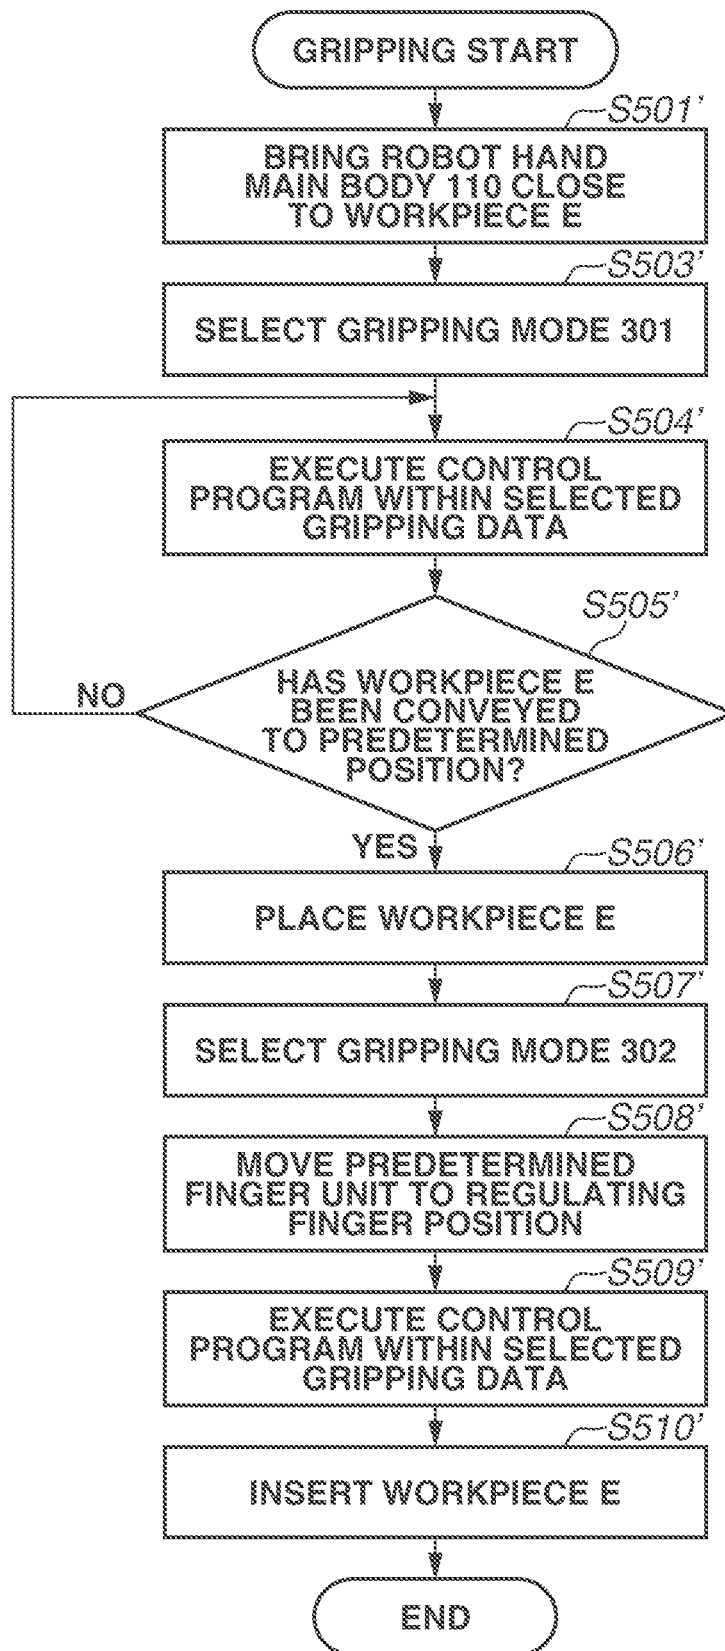 GRIPPING START
S501'
BRING ROBOT HAND
MAIN BODY 110 CLOSE
TO WORKPIECE E
S503'
SELECT GRIPPING MODE 301
S504'
EXECUTE CONTROL
PROGRAM WITHIN SELECTED
GRIPPING DATA
S505'
HAS WORKPIECE E
BEEN CONVEYED
TO PREDETERMINED
POSITION?
NO
YES
S506'
PLACE WORKPIECE E
S507'
SELECT GRIPPING MODE 302
S508'
MOVE PREDETERMINED
FINGER UNIT TO REGULATING
FINGER POSITION
S509'
EXECUTE CONTROL
PROGRAM WITHIN SELECTED
GRIPPING DATA
S510'
INSERT WORKPIECE E
END